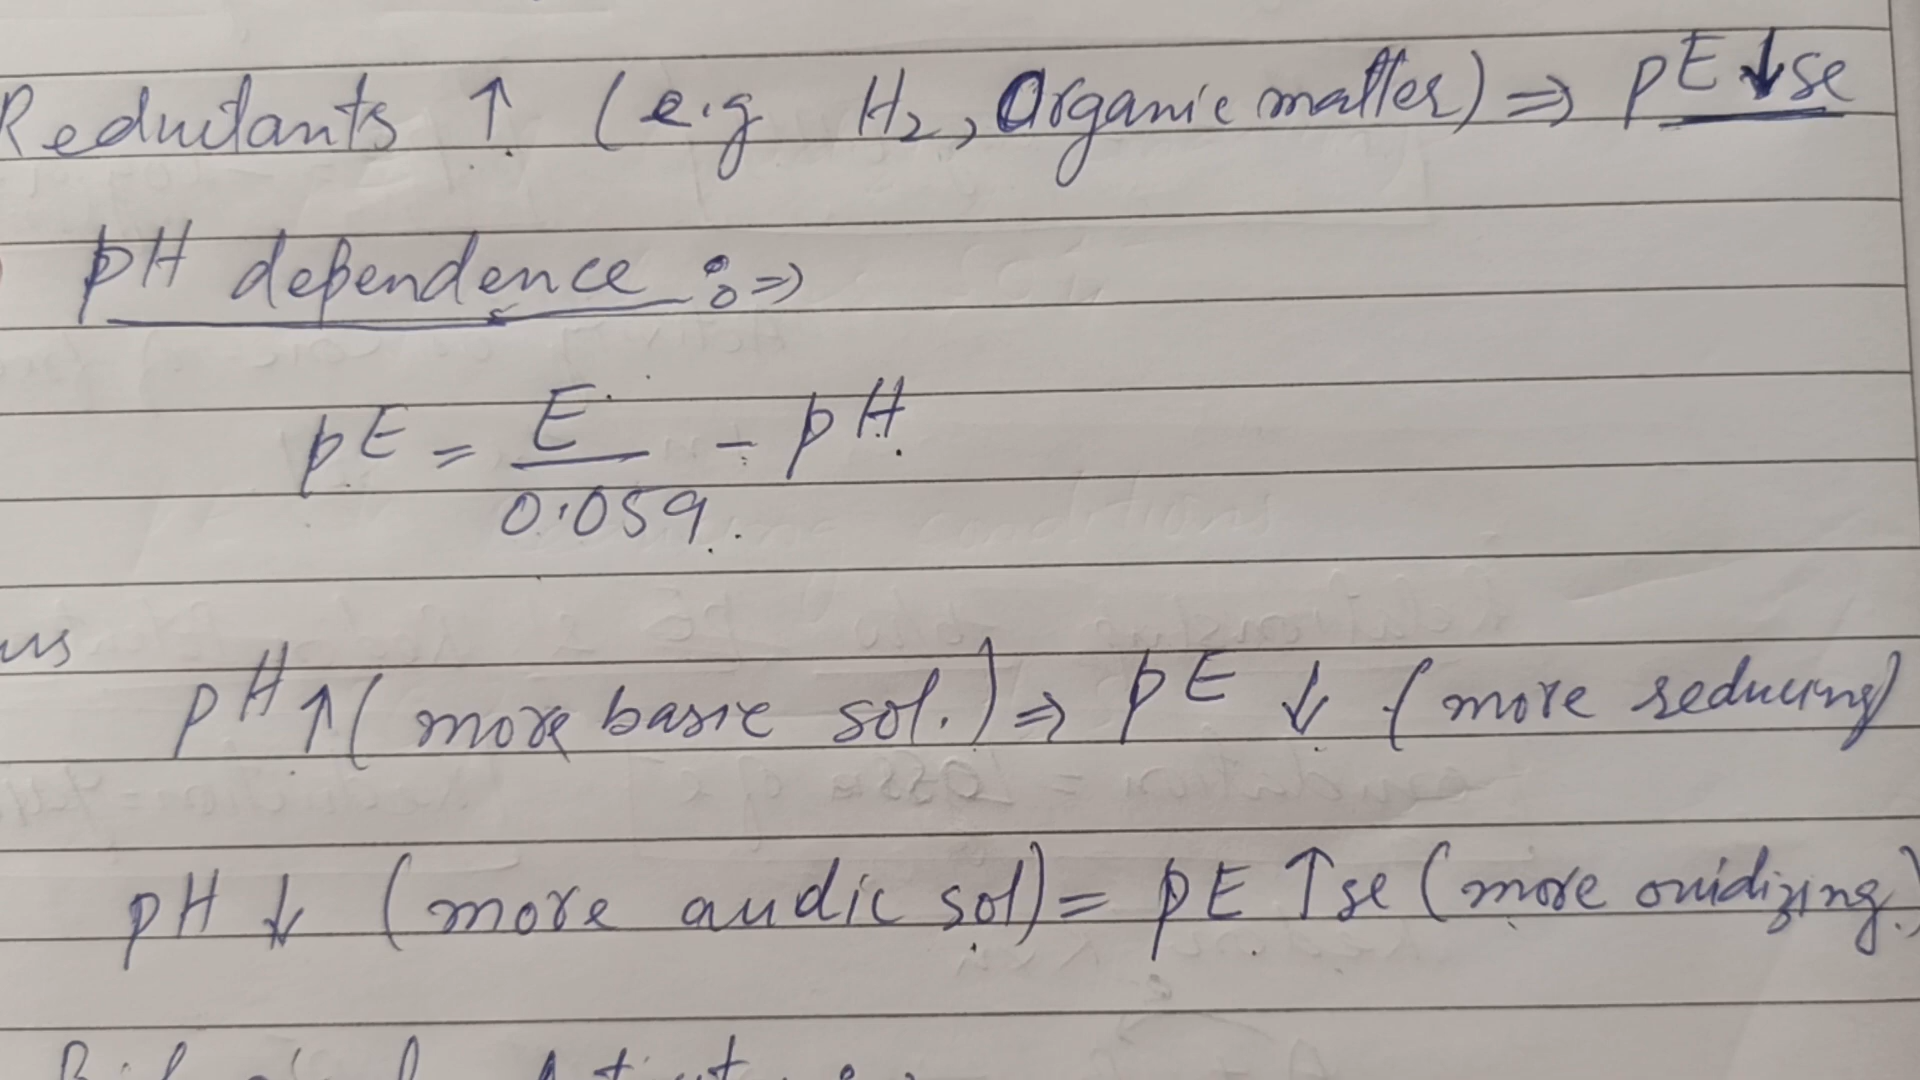 Reductants ↑ (e.g H₂, Organic matter) ⇒ pE ↓se
pH dependence :⇒
pE = E/0.059 - pH
us
pH ↑ (more basic sol.) ⇒ pE ↓ (more reducing)
pH ↓ (more acidic sol) = pE ↑se (more oxidizing)